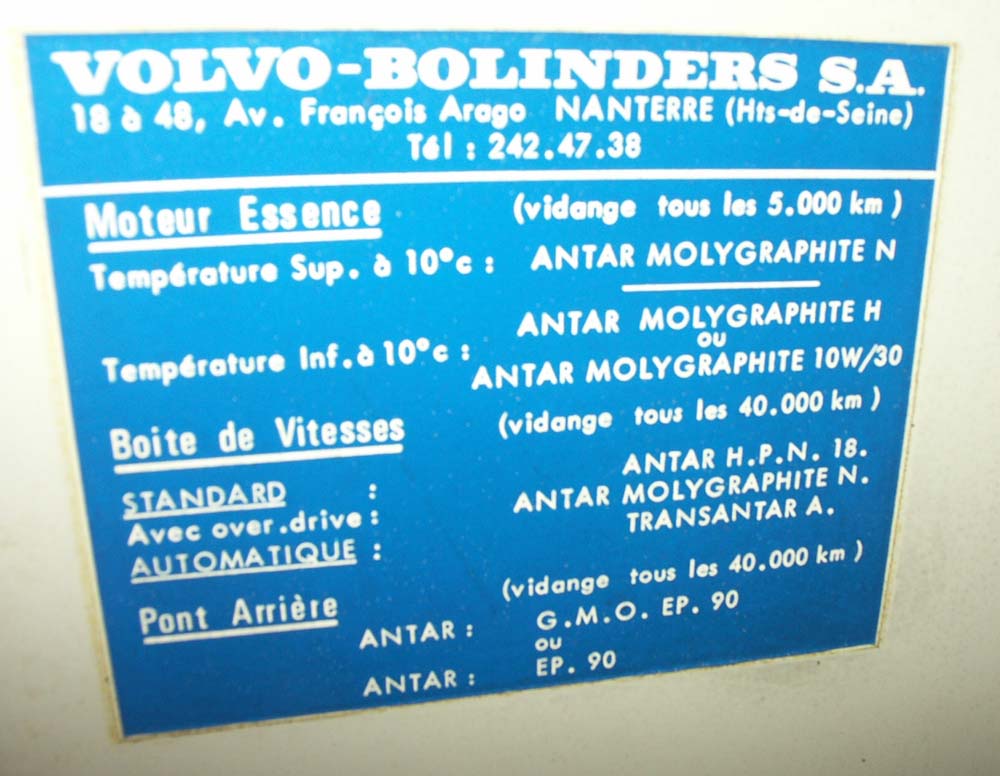 VOLVO-BOLINDERS S.A.
18 à 48, Av. François Arago NANTERRE (Hts-de-Seine)
Tél : 242.47.38
Moteur Essence (vidange tous les 5.000 km )
Température Sup. à 10°c : ANTAR MOLYGRAPHITE N
ANTAR MOLYGRAPHITE H
OU
Température Inf. à 10°c : ANTAR MOLYGRAPHITE 10W/30
Boite de Vitesses (vidange tous les 40.000 km )
STANDARD : ANTAR H.P.N. 18.
Avec over.drive : ANTAR MOLYGRAPHITE N.
AUTOMATIQUE : TRANSANTAR A.
Pont Arrière (vidange tous les 40.000 km )
ANTAR : G.M.O. EP. 90
OU
ANTAR : EP. 90